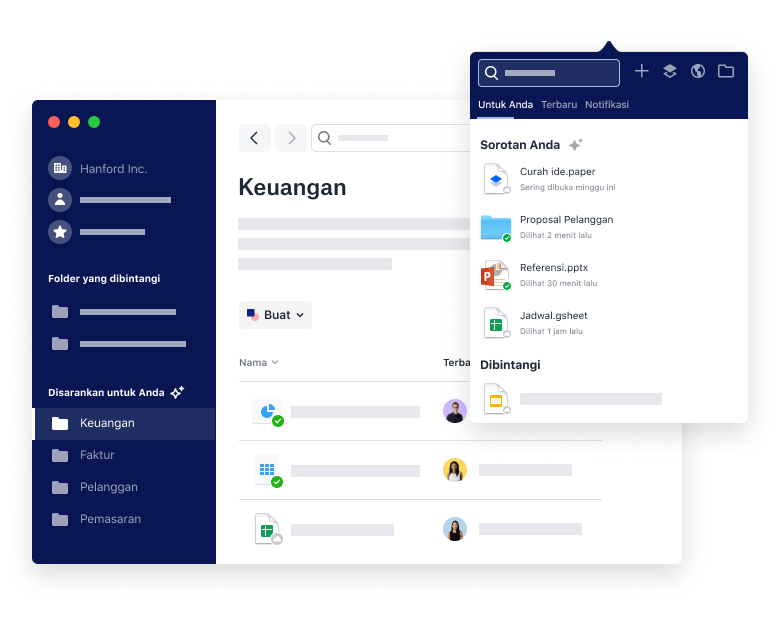 Hanford Inc.
Folder yang dibintangi
Disarankan untuk Anda
Keuangan
Faktur
Pelanggan
Pemasaran
Keuangan
Buat
Nama
Terba
Untuk Anda
Terbaru
Notifikasi
Sorotan Anda
Curah ide.paper
Sering dibuka minggu ini
Proposal Pelanggan
Dilihat 2 menit lalu
P
Referensi.pptx
Dilihat 30 menit lalu
Jadwal.gsheet
Dilihat 1 jam lalu
Dibintangi